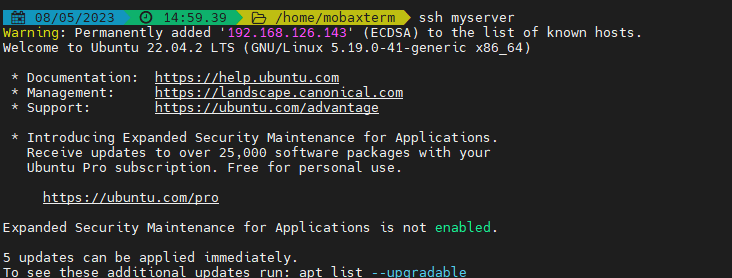 08/05/2023 14:59.39 /home/mobaxterm ssh myserver
Warning: Permanently added '192.168.126.143' (ECDSA) to the list of known hosts.
Welcome to Ubuntu 22.04.2 LTS (GNU/Linux 5.19.0-41-generic x86_64)
* Documentation: https://help.ubuntu.com
* Management: https://landscape.canonical.com
* Support: https://ubuntu.com/advantage
* Introducing Expanded Security Maintenance for Applications.
Receive updates to over 25,000 software packages with your
Ubuntu Pro subscription. Free for personal use.
https://ubuntu.com/pro
Expanded Security Maintenance for Applications is not enabled.
5 updates can be applied immediately.
To see these additional updates run: apt list --upgradable